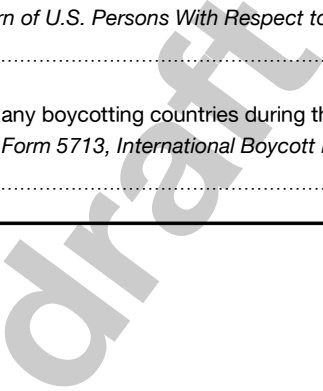 rn of U.S. Persons With Respect to
any boycotting countries during th
Form 5713, International Boycott
draft